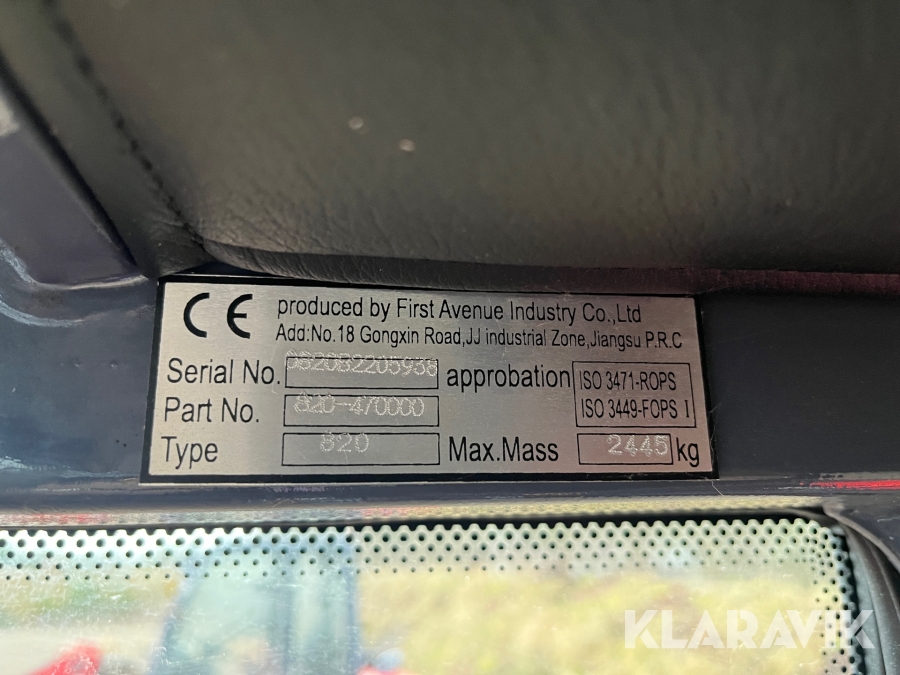 CE produced by First Avenue Industry Co.,Ltd
Add:No.18 Gongxin Road,JJ industrial Zone,Jiangsu P.R.C
Serial No. approbation ISO 3471-ROPS
Part No. 820-470000 ISO 3449-FOPS I
Type 820 Max.Mass 2445 kg
KLARAVIK